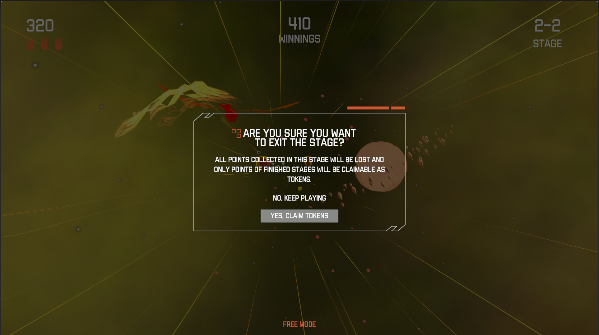 320
410
WINNINGS
2-2
STAGE
ARE YOU SURE YOU WANT
TO EXIT THE STAGE?
ALL POINTS COLLECTED IN THIS STAGE WILL BE LOST AND
ONLY POINTS OF FINISHED STAGES WILL BE CLAIMABLE AS
TOKENS.
NO, KEEP PLAYING
YES, CLAIM TOKENS
FREE MODE